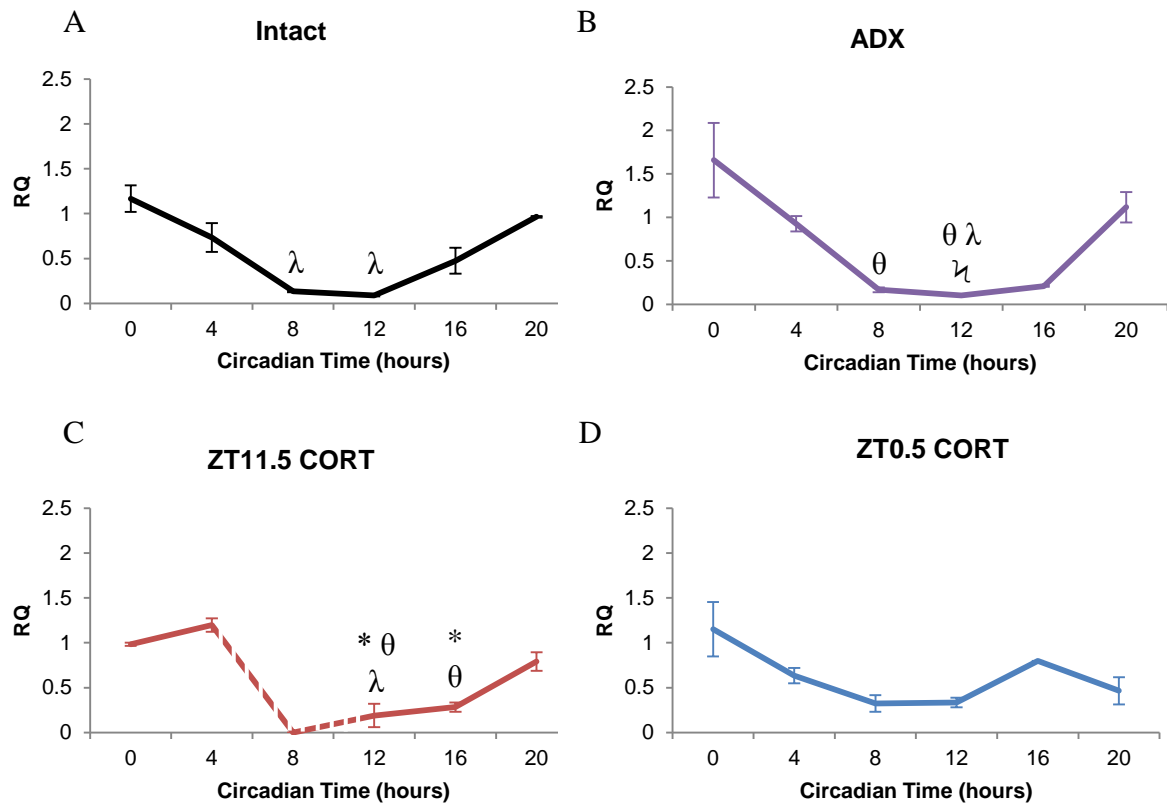 A
Intact
2.5
2
1.5
1
0.5
0
RQ
λ λ
0 4 8 12 16 20
Circadian Time (hours)
B
ADX
2.5
2
1.5
1
0.5
0
RQ
θ λ
θ Ϟ
0 4 8 12 16 20
Circadian Time (hours)
C
ZT11.5 CORT
2.5
2
1.5
1
0.5
0
RQ
* θ *
λ θ
0 4 8 12 16 20
Circadian Time (hours)
D
ZT0.5 CORT
2.5
2
1.5
1
0.5
0
RQ
0 4 8 12 16 20
Circadian Time (hours)